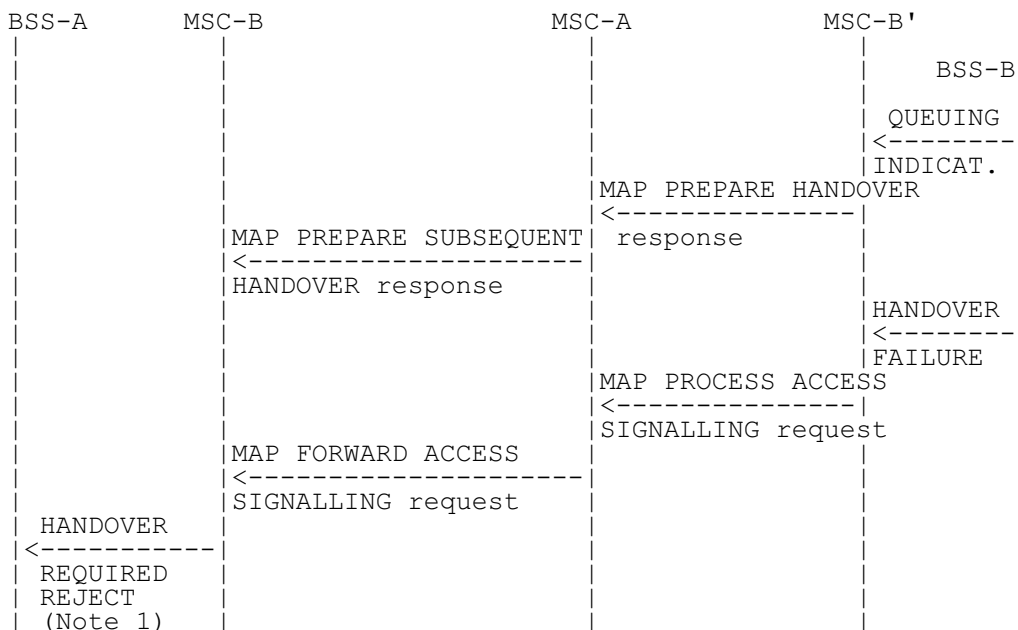 BSS-A MSC-B MSC-A MSC-B'
BSS-B
QUEUING
INDICAT.
MAP PREPARE HANDOVER
MAP PREPARE SUBSEQUENT response
HANDOVER response
HANDOVER
FAILURE
MAP PROCESS ACCESS
SIGNALLING request
MAP FORWARD ACCESS
SIGNALLING request
HANDOVER
REQUIRED
REJECT
(Note 1)